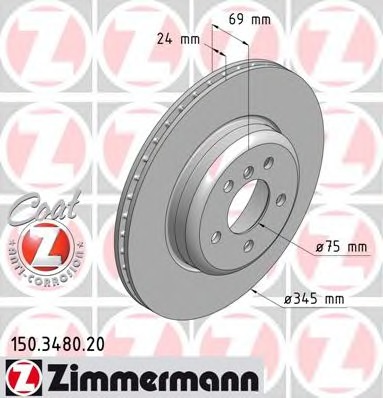 69 mm
24 mm
Coat
Z
ANTI-CORROSION
ø75 mm
ø345 mm
150.3480.20
Z Zimmermann